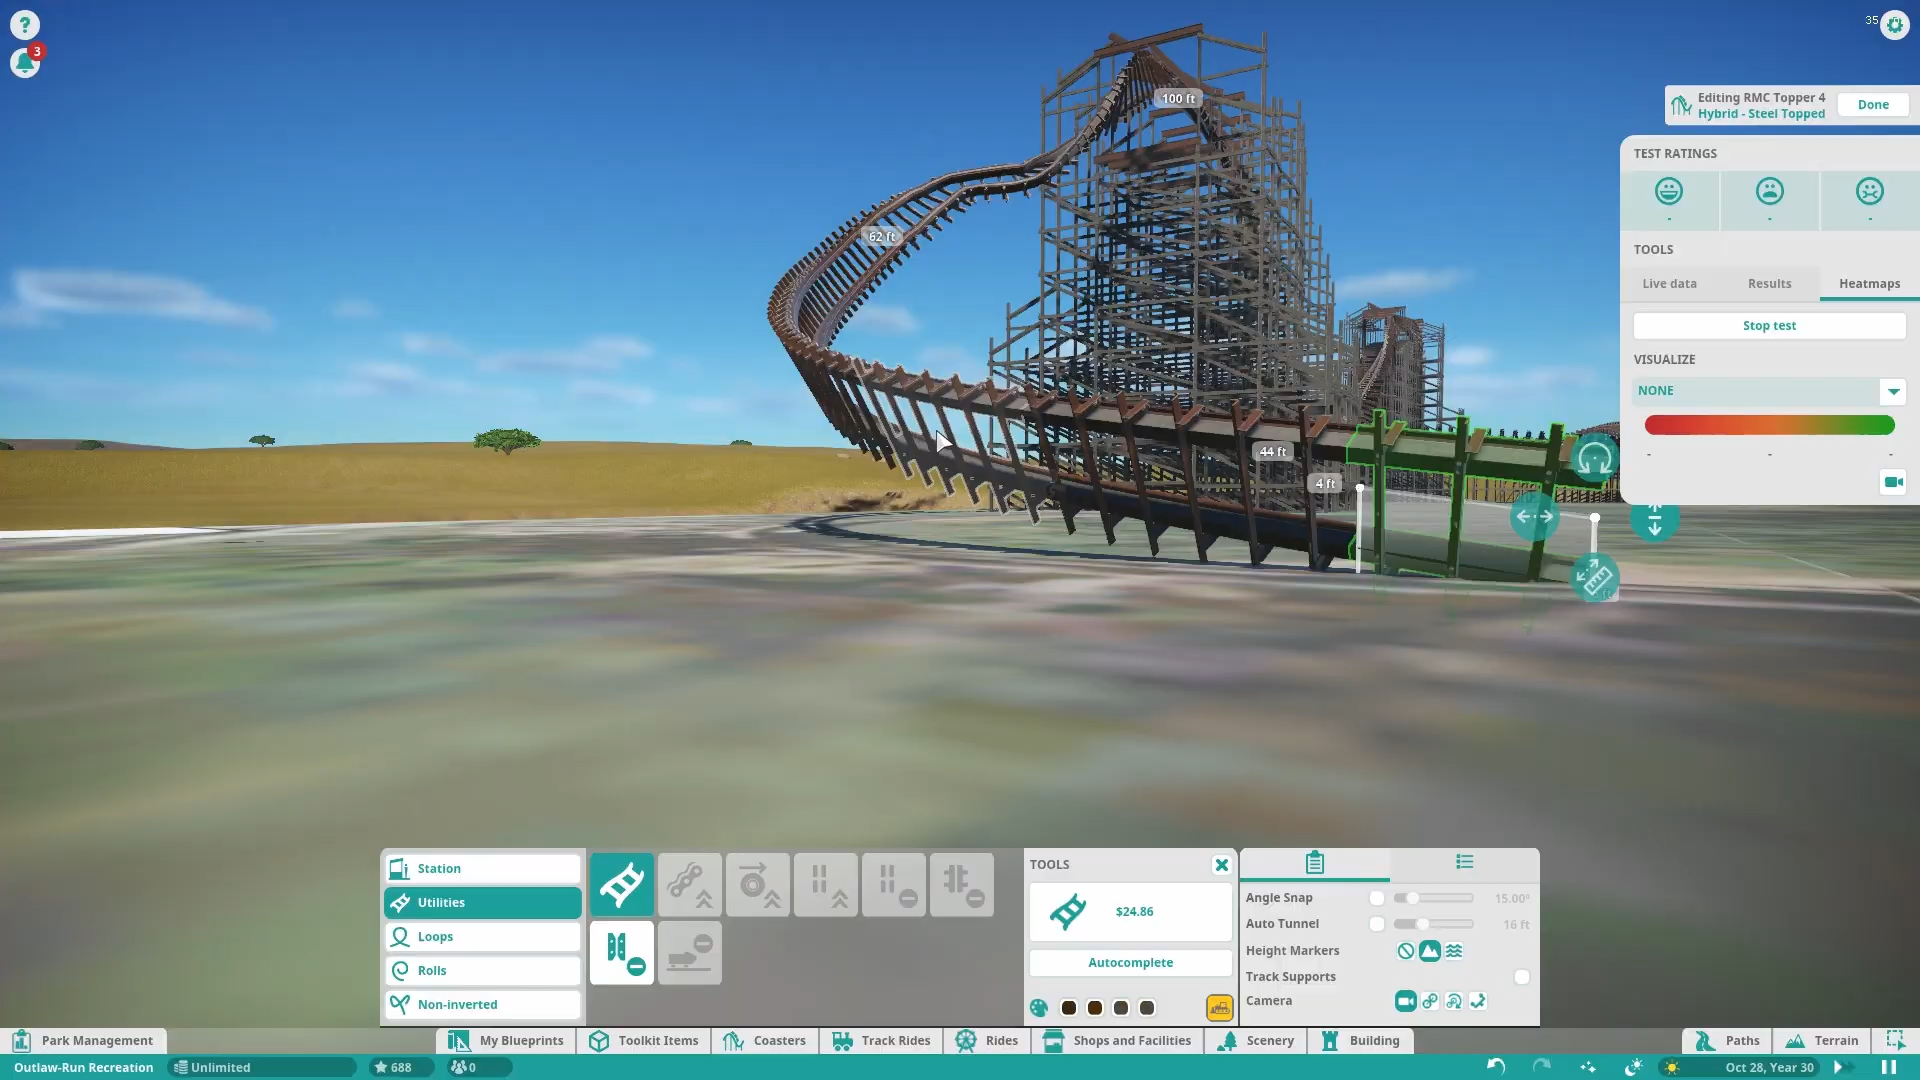 ?
3
35
Editing RMC Topper 4
Hybrid - Steel Topped
Done
TEST RATINGS
-
-
-
TOOLS
Live data
Results
Heatmaps
Stop test
VISUALIZE
NONE
-
-
-
100 ft
62 ft
44 ft
4 ft
Station
Utilities
Loops
Rolls
Non-inverted
TOOLS
$24.86
Autocomplete
Angle Snap
15.00°
Auto Tunnel
16 ft
Height Markers
Track Supports
Camera
Park Management
My Blueprints
Toolkit Items
Coasters
Track Rides
Rides
Shops and Facilities
Scenery
Building
Paths
Terrain
Outlaw-Run Recreation
Unlimited
688
0
Oct 28, Year 30